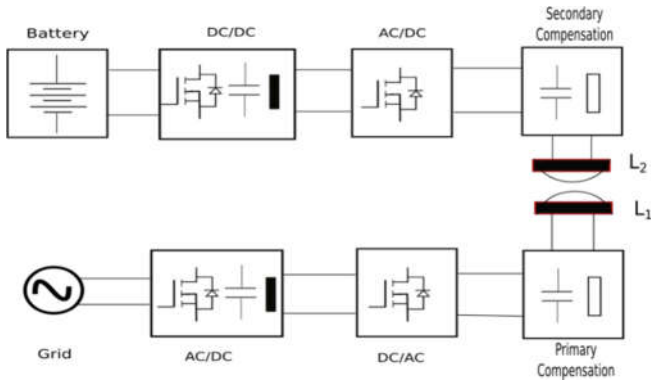 Secondary
Compensation
Battery
DC/DC
AC/DC
L2
L1
Grid
AC/DC
DC/AC
Primary
Compensation